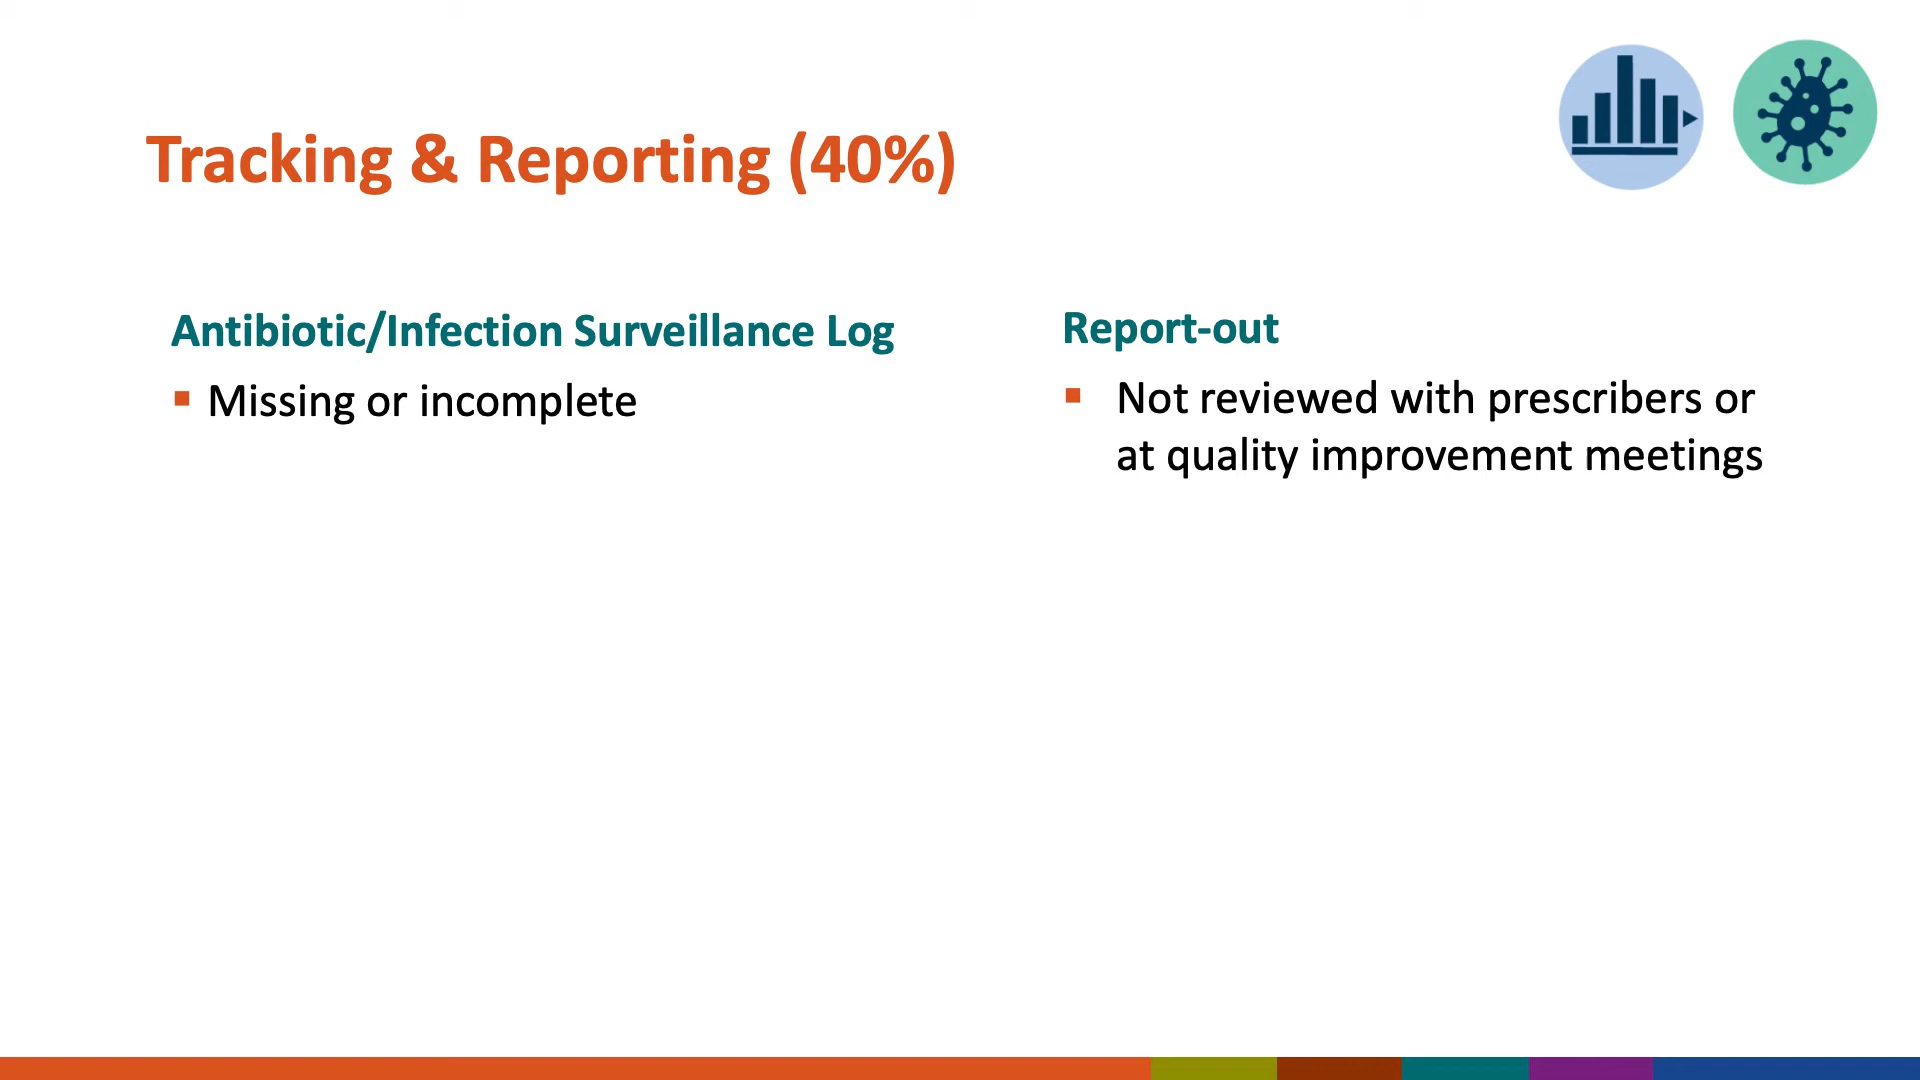 Tracking & Reporting (40%)
Antibiotic/Infection Surveillance Log
▪ Missing or incomplete
Report-out
▪ Not reviewed with prescribers or
at quality improvement meetings